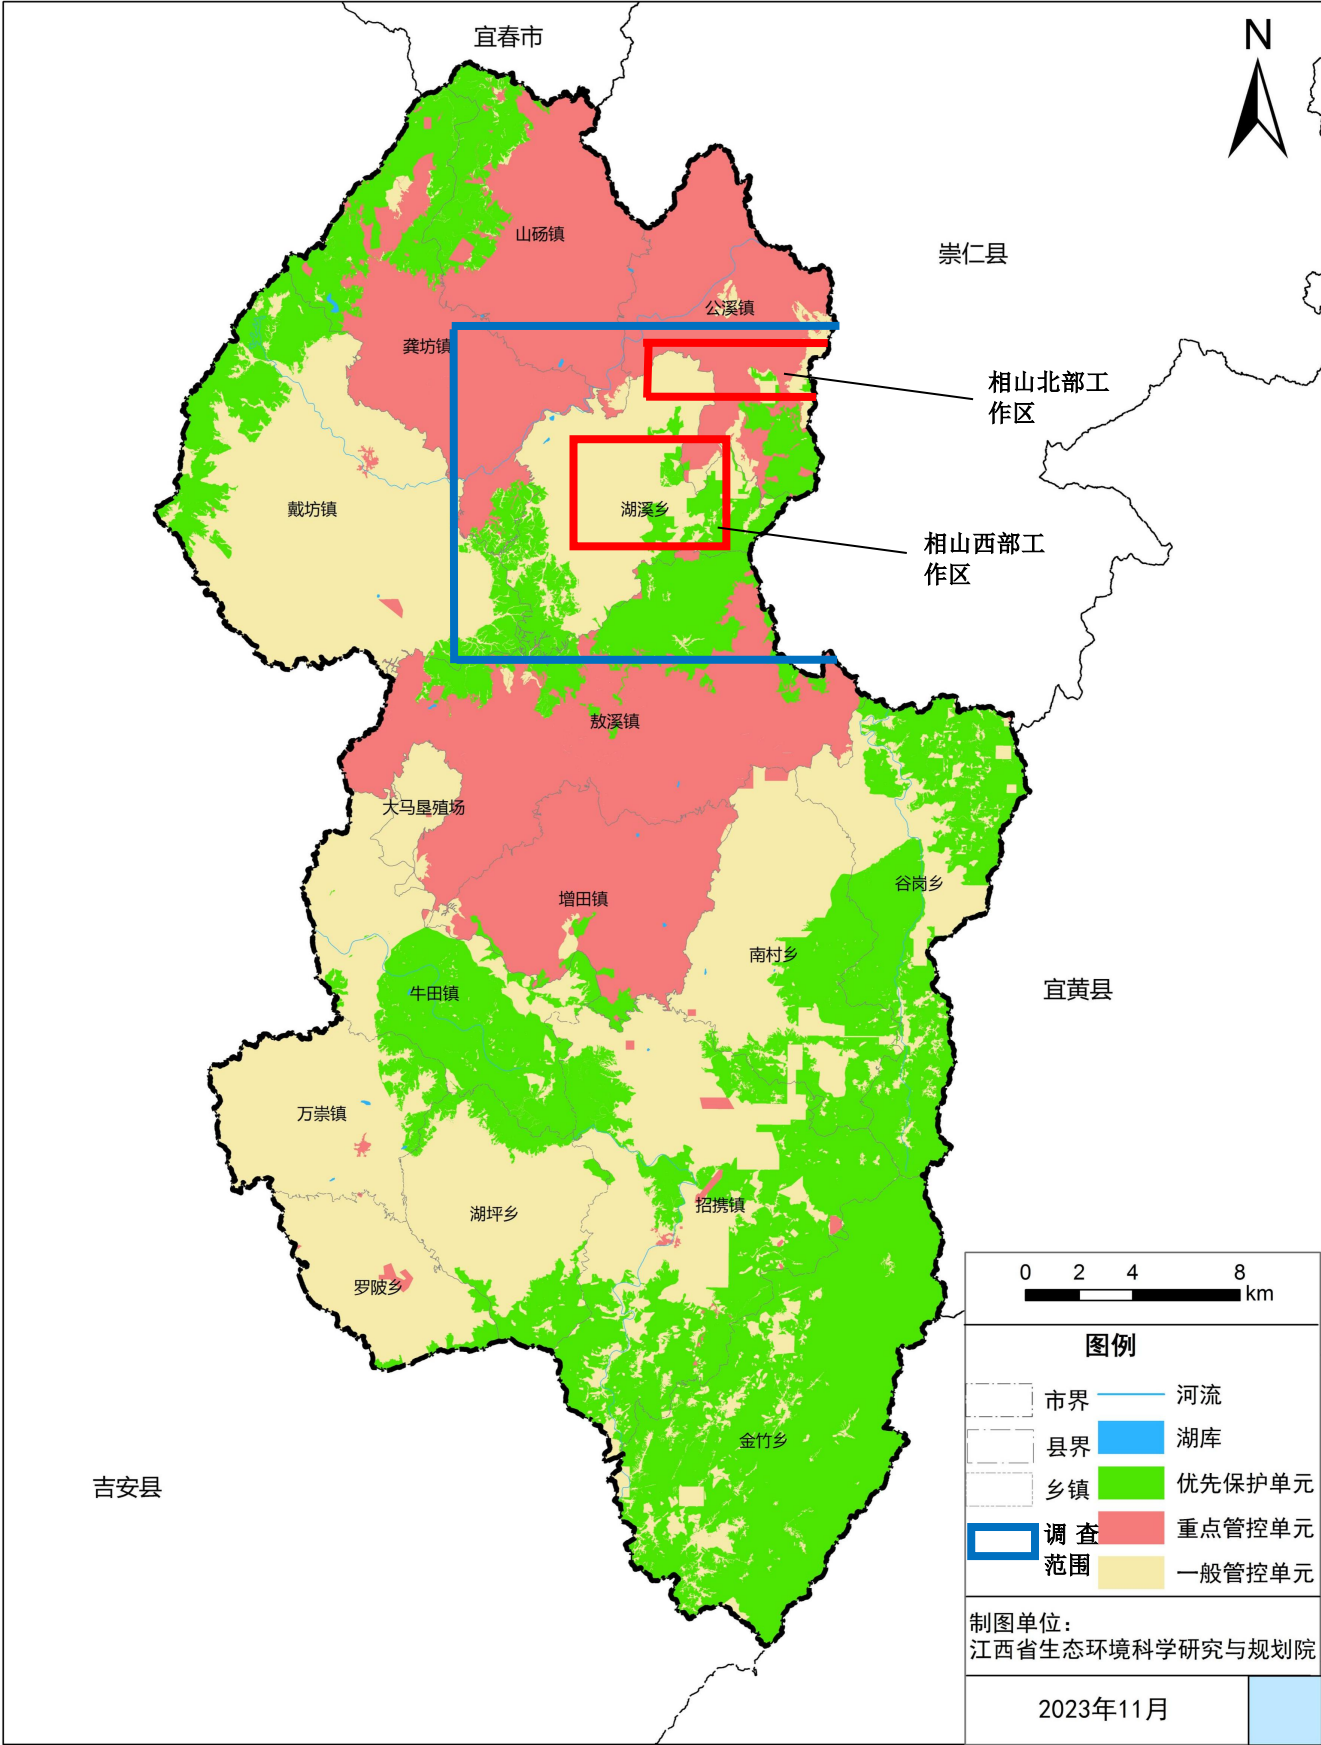 宜春市
N
山砀镇
崇仁县
公溪镇
龚坊镇
相山北部工
作区
戴坊镇
湖溪乡
相山西部工
作区
敖溪镇
大马垦殖场
谷岗乡
增田镇
南村乡
牛田镇
宜黄县
万崇镇
招携镇
湖坪乡
罗陂乡
金竹乡
吉安县
0 2 4 8
km
图例
市界
河流
县界
湖库
乡镇
优先保护单元
调查
范围
重点管控单元
一般管控单元
制图单位：
江西省生态环境科学研究与规划院
2023年11月